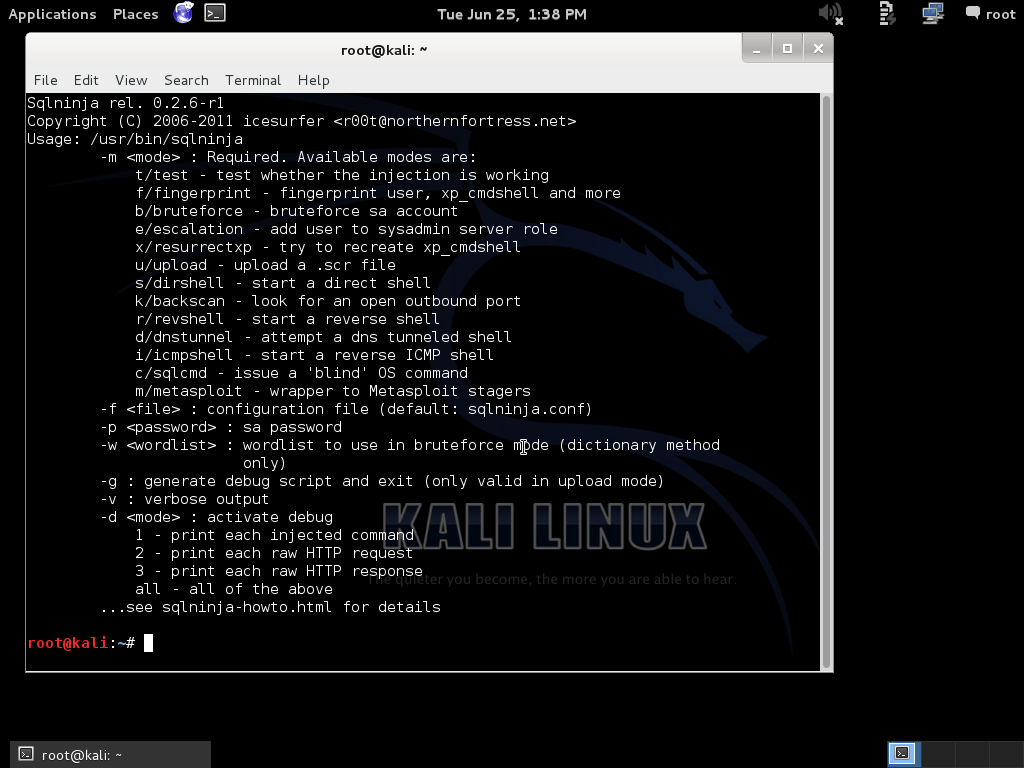 Applications Places Tue Jun 25, 1:38 PM root
root@kali: ~
File Edit View Search Terminal Help
Sqlninja rel. 0.2.6-r1
Copyright (C) 2006-2011 icesurfer <r00t@northernfortress.net>
Usage: /usr/bin/sqlninja
-m <mode> : Required. Available modes are:
t/test - test whether the injection is working
f/fingerprint - fingerprint user, xp_cmdshell and more
b/bruteforce - bruteforce sa account
e/escalation - add user to sysadmin server role
x/resurrectxp - try to recreate xp_cmdshell
u/upload - upload a .scr file
s/dirshell - start a direct shell
k/backscan - look for an open outbound port
r/revshell - start a reverse shell
d/dnstunnel - attempt a dns tunneled shell
i/icmpshell - start a reverse ICMP shell
c/sqlcmd - issue a 'blind' OS command
m/metasploit - wrapper to Metasploit stagers
-f <file> : configuration file (default: sqlninja.conf)
-p <password> : sa password
-w <wordlist> : wordlist to use in bruteforce mode (dictionary method
only)
-g : generate debug script and exit (only valid in upload mode)
-v : verbose output
-d <mode> : activate debug
1 - print each injected command
2 - print each raw HTTP request
3 - print each raw HTTP response
all - all of the above
...see sqlninja-howto.html for details
root@kali:~#
KALI LINUX
The quieter you become, the more you are able to hear.
root@kali: ~